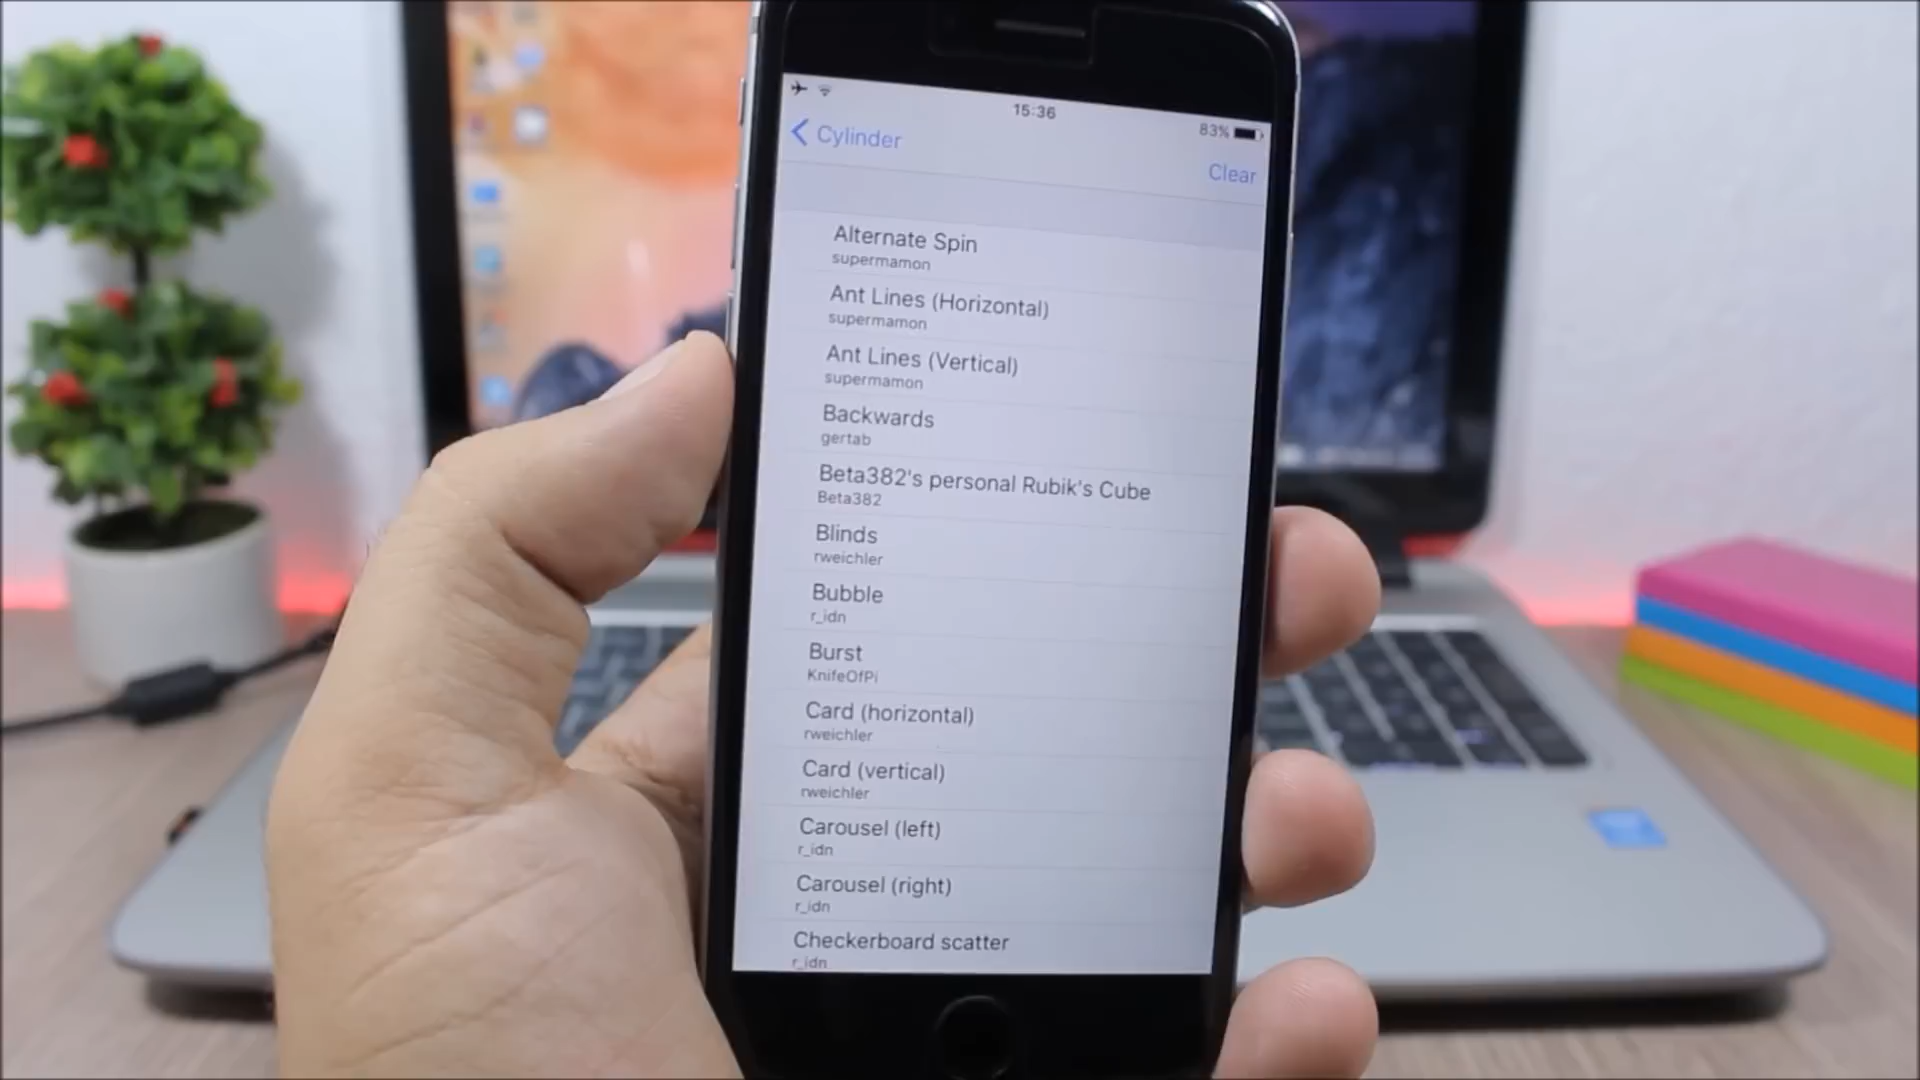 15:36
83%
Cylinder
Clear
Alternate Spin
supermamon
Ant Lines (Horizontal)
supermamon
Ant Lines (Vertical)
supermamon
Backwards
gertab
Beta382's personal Rubik's Cube
Beta382
Blinds
rweichler
Bubble
r_idn
Burst
KnifeOfPi
Card (horizontal)
rweichler
Card (vertical)
rweichler
Carousel (left)
r_idn
Carousel (right)
r_idn
Checkerboard scatter
r_idn